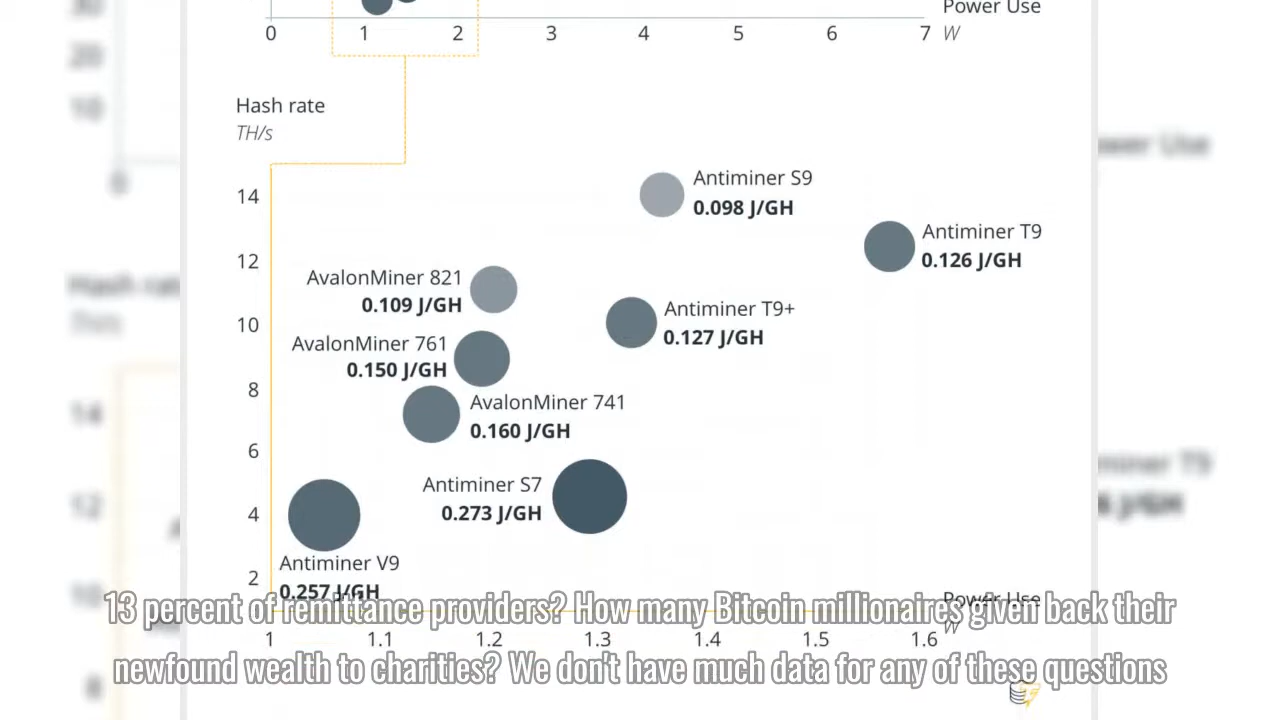 Power Use
0 1 2 3 4 5 6 7 W
Hash rate
TH/s
14
12
10
8
6
4
2
Antiminer S9
0.098 J/GH
Antiminer T9
0.126 J/GH
AvalonMiner 821
0.109 J/GH
Antiminer T9+
0.127 J/GH
AvalonMiner 761
0.150 J/GH
AvalonMiner 741
0.160 J/GH
Antiminer S7
0.273 J/GH
Antiminer V9
0.257 J/GH
Power Use
W
1 1.1 1.2 1.3 1.4 1.5 1.6
13 percent of remittance providers? How many Bitcoin millionaires given back their
newfound wealth to charities? We don't have much data for any of these questions